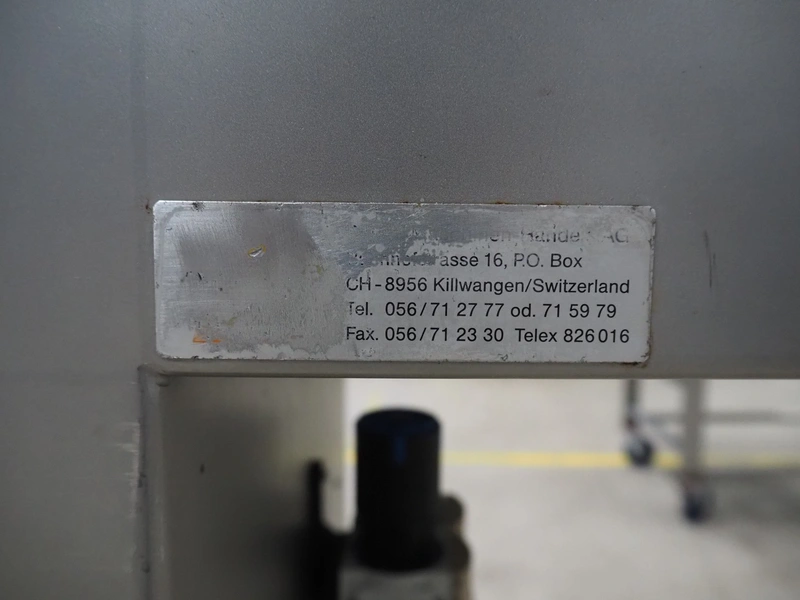 AG
16, P.O. Box
CH-8956 Killwangen/Switzerland
Tel. 056/71 27 77 od. 71 59 79
Fax. 056/71 23 30 Telex 826016